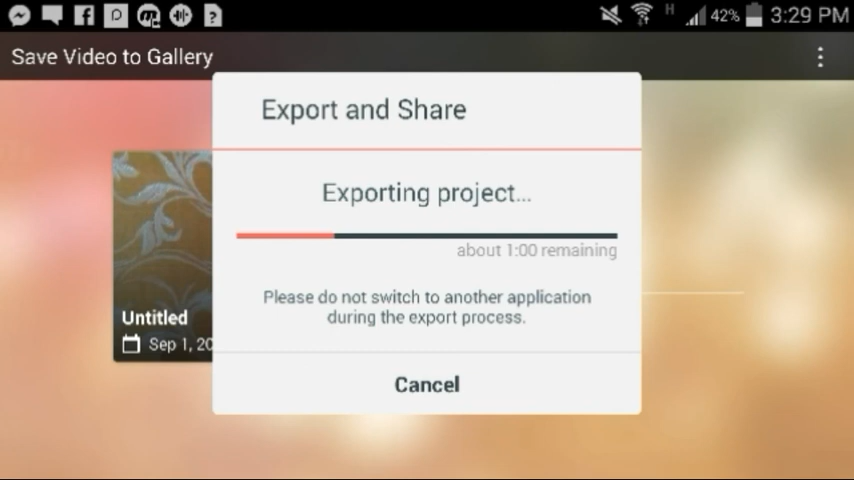 H 42% 3:29 PM
Save Video to Gallery
Export and Share
Exporting project...
about 1:00 remaining
Please do not switch to another application
during the export process.
Untitled
Sep 1, 20
Cancel